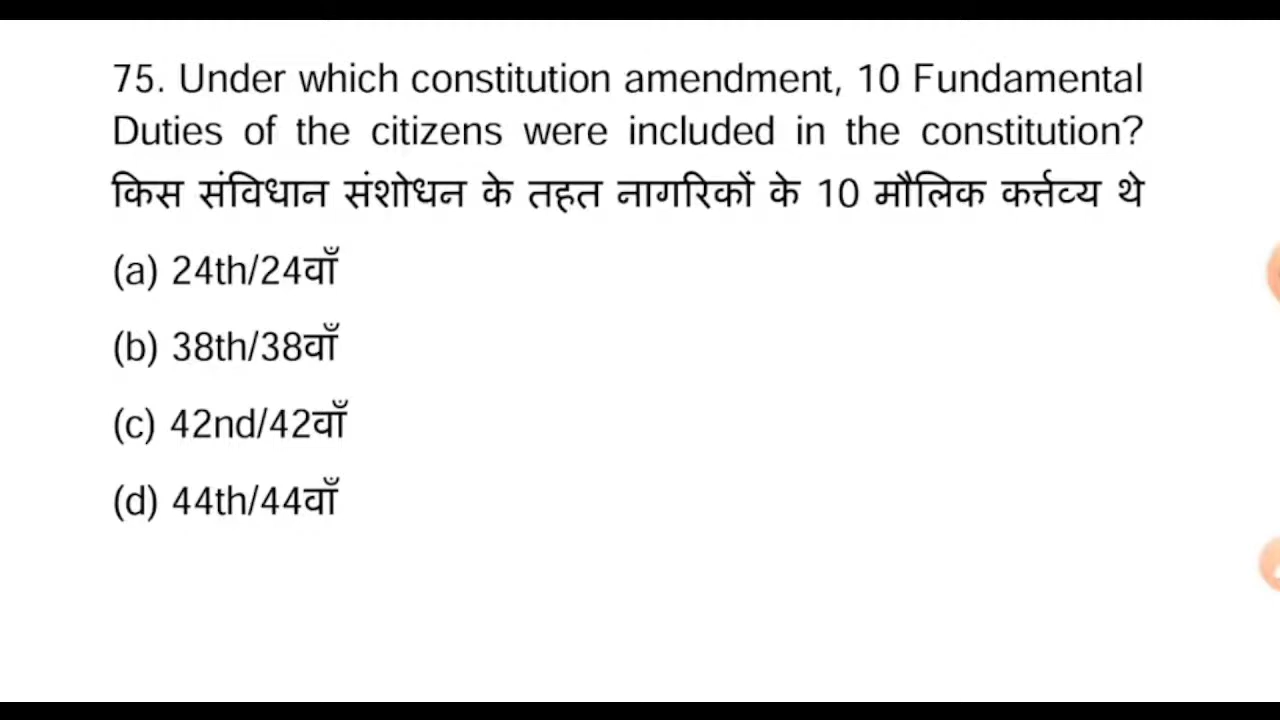 75. Under which constitution amendment, 10 Fundamental
Duties of the citizens were included in the constitution?
किस संविधान संशोधन के तहत नागरिकों के 10 मौलिक कर्त्तव्य थे
(a) 24th/24वाँ
(b) 38th/38वाँ
(c) 42nd/42वाँ
(d) 44th/44वाँ